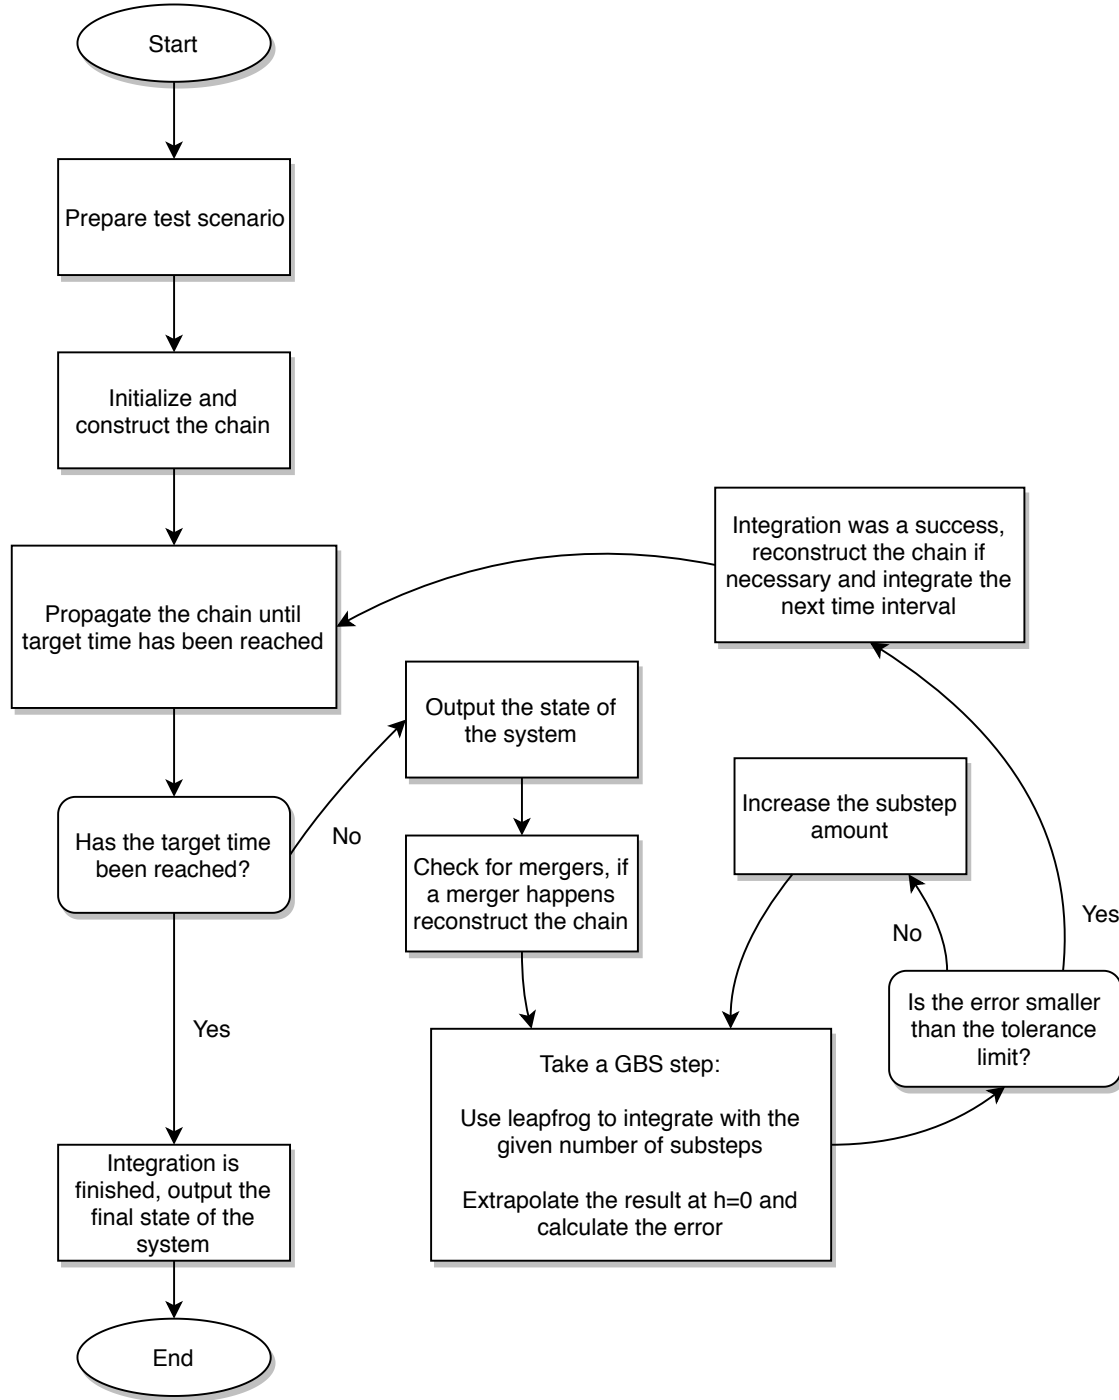 Start
Prepare test scenario
Initialize and
construct the chain
Propagate the chain until
target time has been reached
Has the target time
been reached?
No
Yes
Integration is
finished, output the
final state of the
system
End
Output the state of
the system
Check for mergers, if
a merger happens
reconstruct the chain
Take a GBS step:
Use leapfrog to integrate with the
given number of substeps
Extrapolate the result at h=0 and
calculate the error
Is the error smaller
than the tolerance
limit?
No
Increase the substep
amount
Yes
Integration was a success,
reconstruct the chain if
necessary and integrate the
next time interval